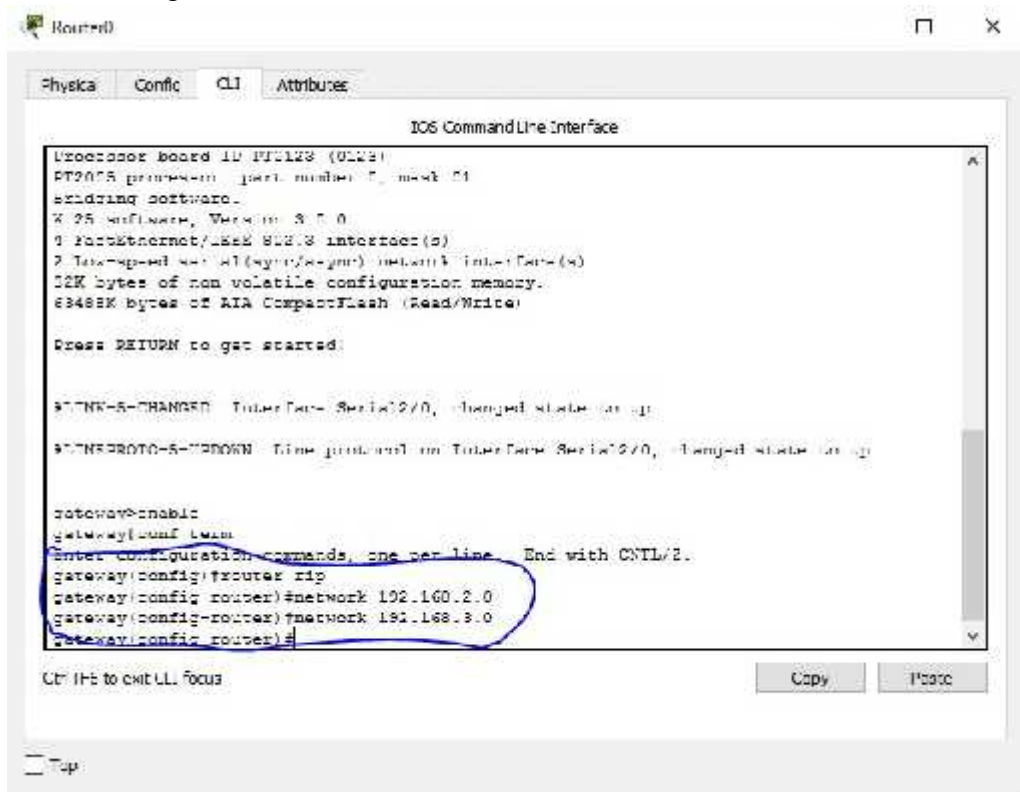 Router0
Physical Config CLI Attributes
IOS Command Line Interface
Processor board ID PT0123 (0123)
PT2005 processor: part number 0, mask 01
Bridging software.
X.25 software, Version 3.0.0
4 FastEthernet/IEEE 802.3 interface(s)
2 Low-speed serial(sync/async) network interface(s)
32K bytes of non volatile configuration memory.
63488K bytes of ATA CompactFlash (Read/Write)
Press RETURN to get started!
%LINK-5-CHANGED: Interface Serial2/0, changed state to up
%LINEPROTO-5-UPDOWN: Line protocol on Interface Serial2/0, changed state to up
gateway>enable
gateway#conf term
Enter configuration commands, one per line. End with CNTL/Z.
gateway(config)#router rip
gateway(config-router)#network 192.168.2.0
gateway(config-router)#network 192.168.3.0
gateway(config-router)#
Ctrl+F6 to exit CLI focus
Copy Paste
Top